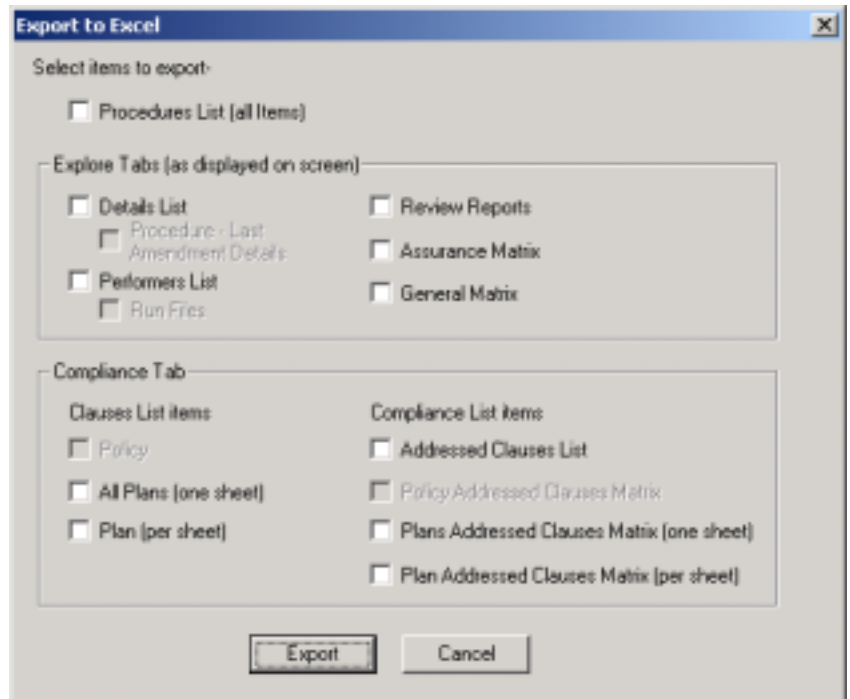 Export to Excel
Select items to export-
Procedures List (all Items)
Explore Tabs (as displayed on screen)
Details List
Procedure - Last
Amendment Details
Performers List
Run Files
Review Reports
Assurance Matrix
General Matrix
Compliance Tab
Clauses List items
Policy
All Plans (one sheet)
Plan (per sheet)
Compliance List items
Addressed Clauses List
Policy Addressed Clauses Matrix
Plans Addressed Clauses Matrix (one sheet)
Plan Addressed Clauses Matrix (per sheet)
Export
Cancel